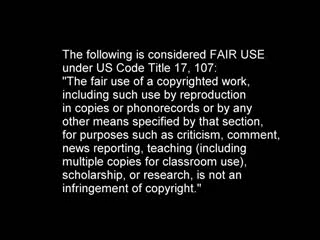 The following is considered FAIR USE
under US Code Title 17, 107:
"The fair use of a copyrighted work,
including such use by reproduction
in copies or phonorecords or by any
other means specified by that section,
for purposes such as criticism, comment,
news reporting, teaching (including
multiple copies for classroom use),
scholarship, or research, is not an
infringement of copyright."